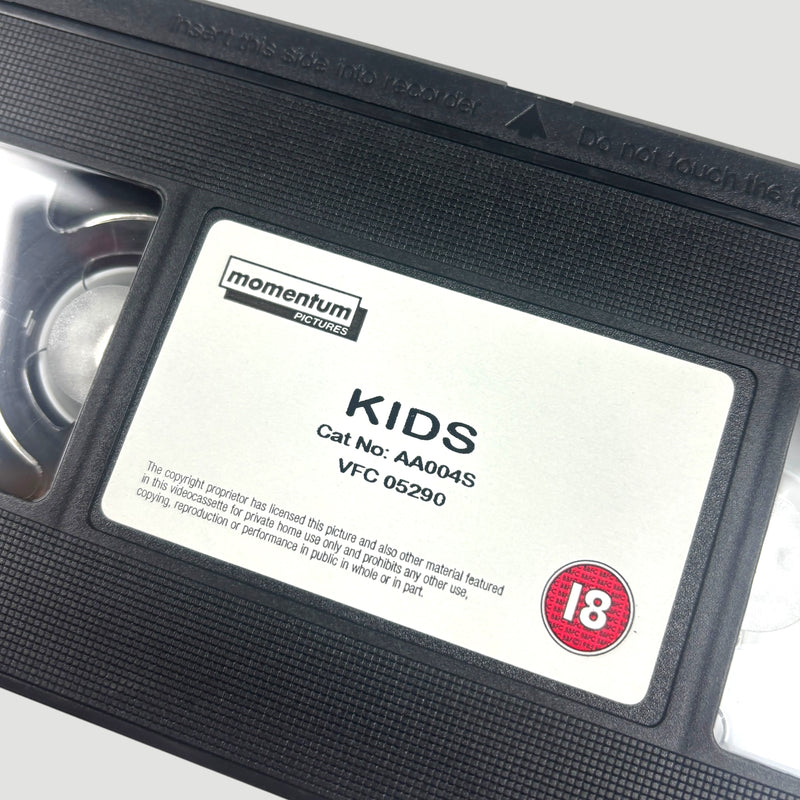 Insert this side into recorder
Do not touch the t
momentum
PICTURES
KIDS
Cat No: AA004S
VFC 05290
The copyright proprietor has licensed this picture and also other material featured
in this videocassette for private home use only and prohibits any other use,
copying, reproduction or performance in public in whole or in part.
18